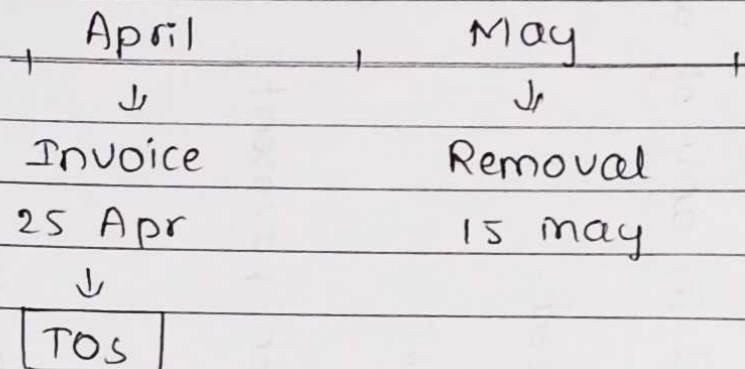 April May
↓ ↓
Invoice Removal
25 Apr 15 may
↓
TOS